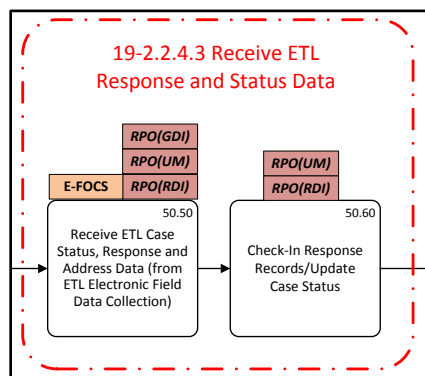 19-2.2.4.3 Receive ETL
Response and Status Data
RPO(GDI)
RPO(UM)
E-FOCS
RPO(RDI)
50.50
Receive ETL Case
Status, Response and
Address Data (from
ETL Electronic Field
Data Collection)
RPO(UM)
RPO(RDI)
50.60
Check-In Response
Records/Update
Case Status